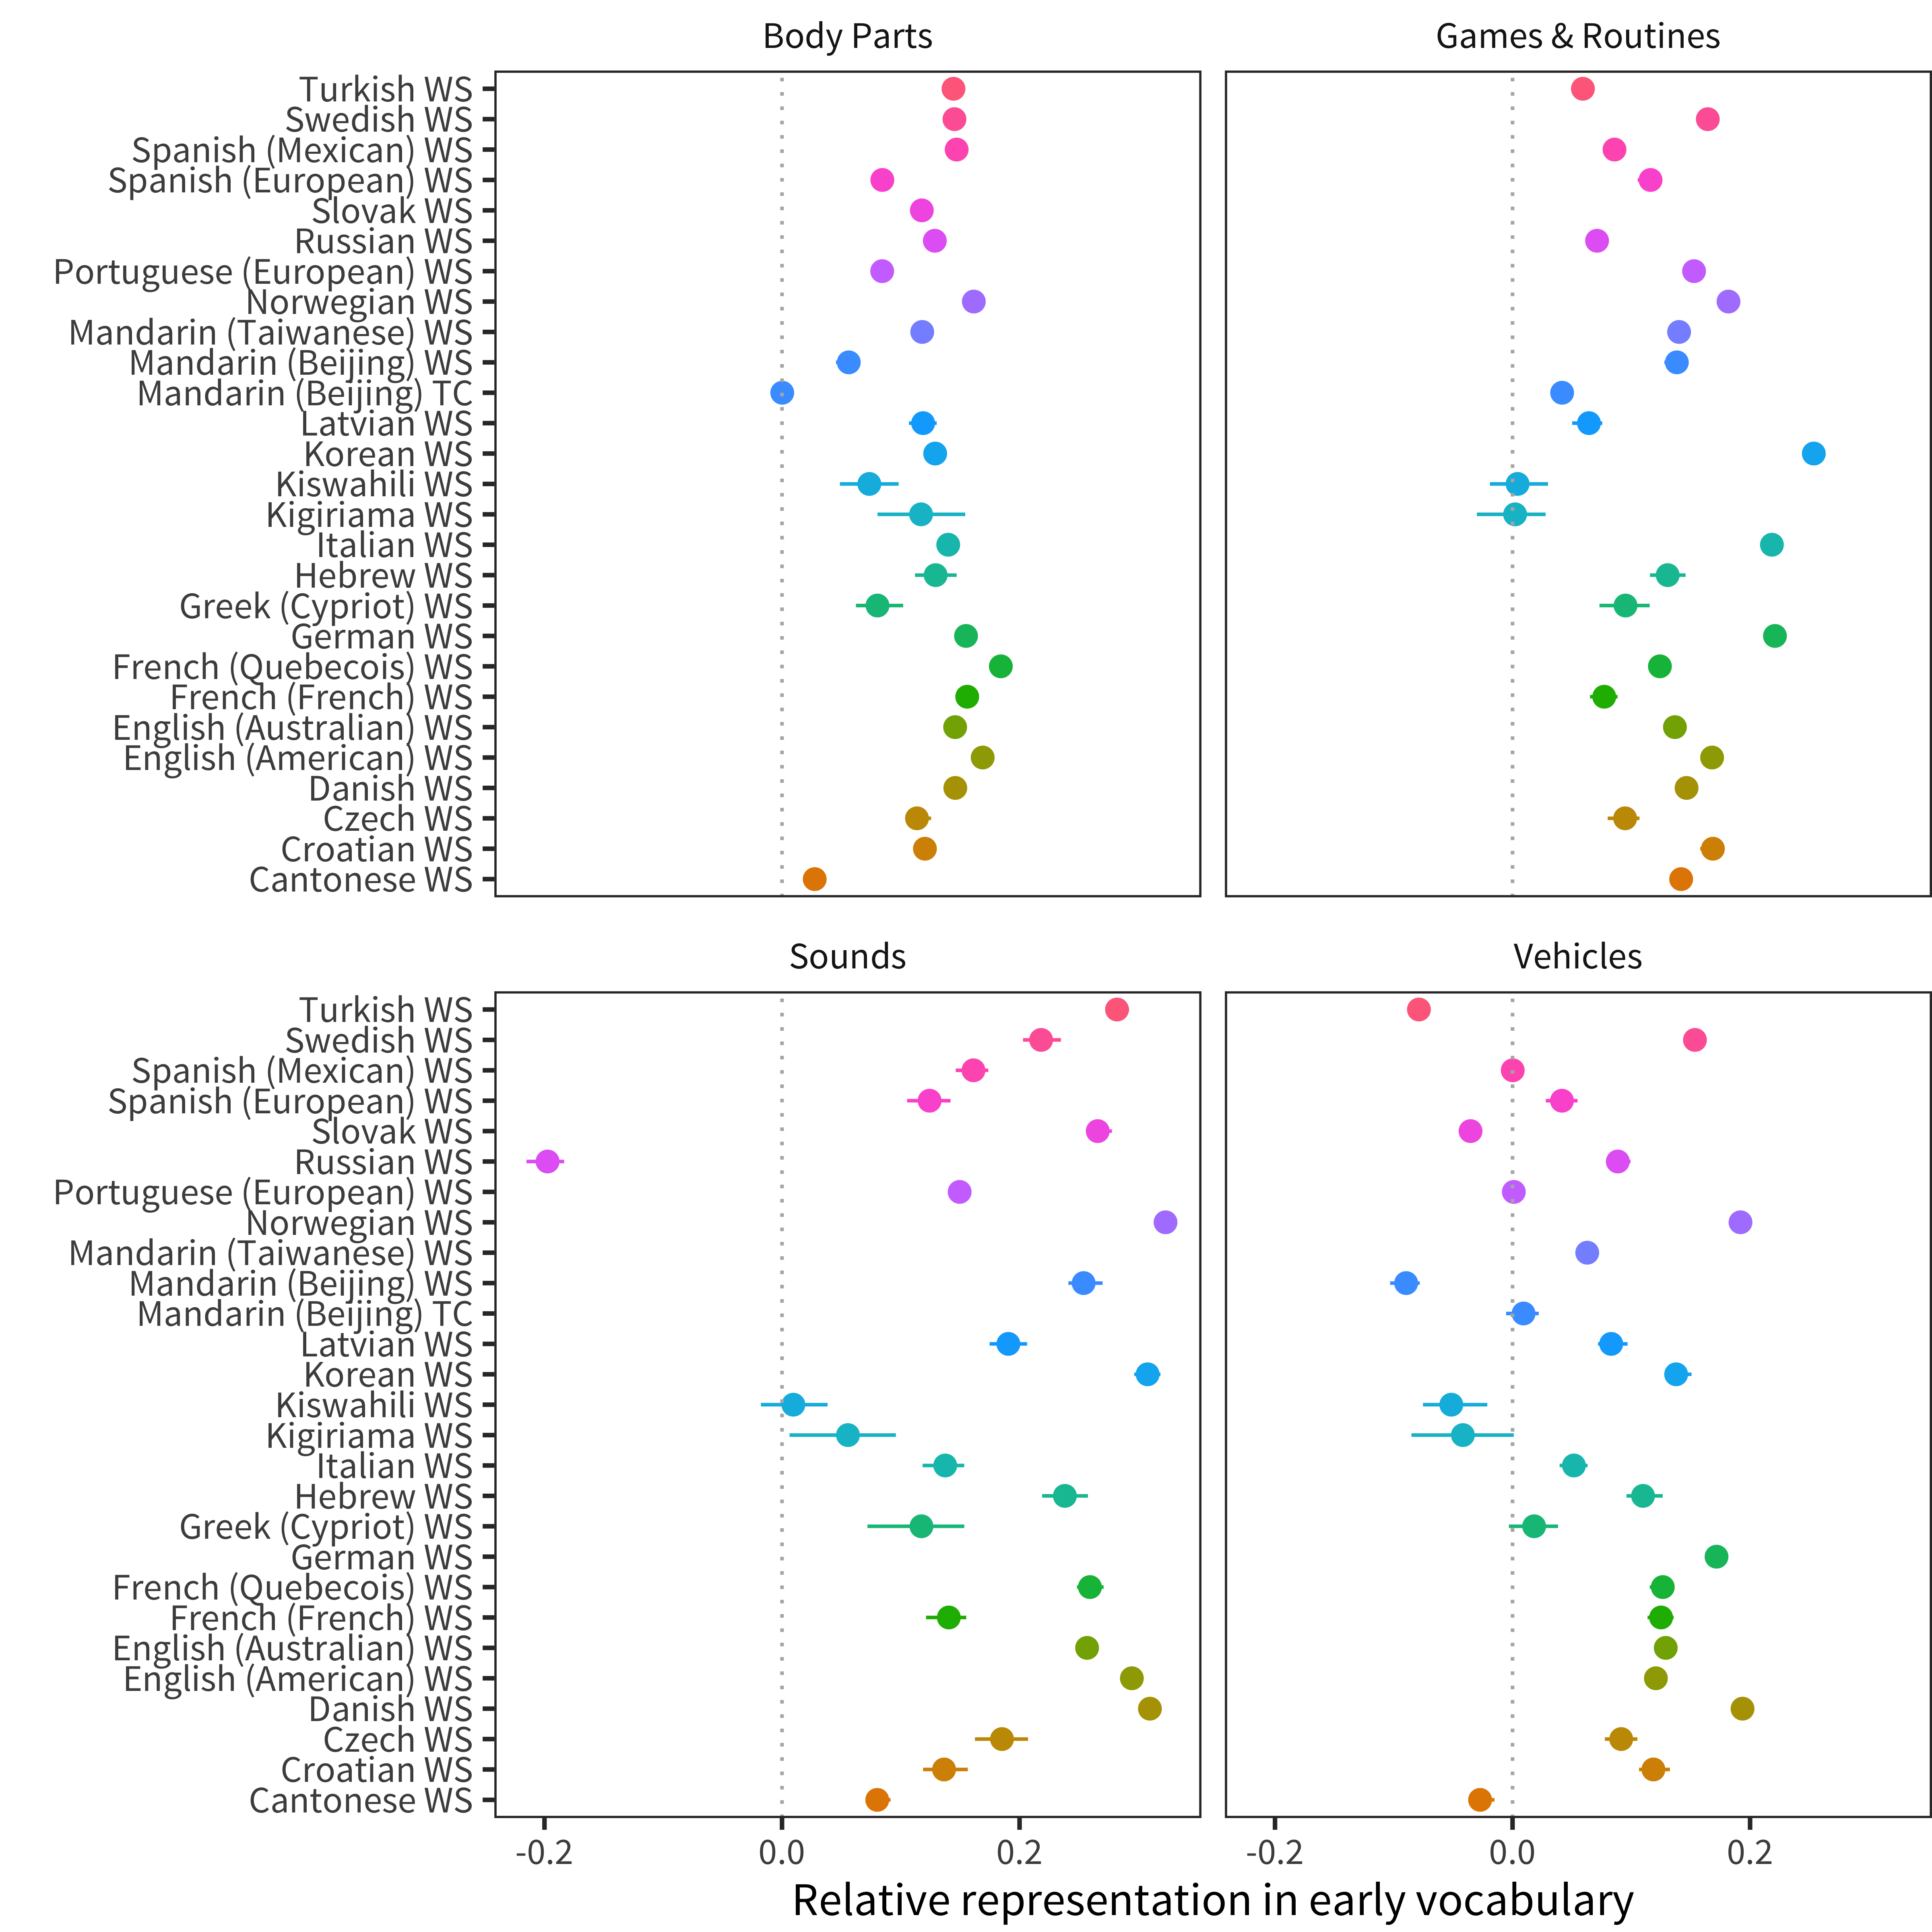 Body Parts
Games & Routines
Turkish WS
Swedish WS
Spanish (Mexican) WS
Spanish (European) WS
Slovak WS
Russian WS
Portuguese (European) WS
Norwegian WS
Mandarin (Taiwanese) WS
Mandarin (Beijing) WS
Mandarin (Beijing) TC
Latvian WS
Korean WS
Kiswahili WS
Kigiriama WS
Italian WS
Hebrew WS
Greek (Cypriot) WS
German WS
French (Quebecois) WS
French (French) WS
English (Australian) WS
English (American) WS
Danish WS
Czech WS
Croatian WS
Cantonese WS
Sounds
Vehicles
Turkish WS
Swedish WS
Spanish (Mexican) WS
Spanish (European) WS
Slovak WS
Russian WS
Portuguese (European) WS
Norwegian WS
Mandarin (Taiwanese) WS
Mandarin (Beijing) WS
Mandarin (Beijing) TC
Latvian WS
Korean WS
Kiswahili WS
Kigiriama WS
Italian WS
Hebrew WS
Greek (Cypriot) WS
German WS
French (Quebecois) WS
French (French) WS
English (Australian) WS
English (American) WS
Danish WS
Czech WS
Croatian WS
Cantonese WS
-0.2 0.0 0.2 -0.2 0.0 0.2
Relative representation in early vocabulary